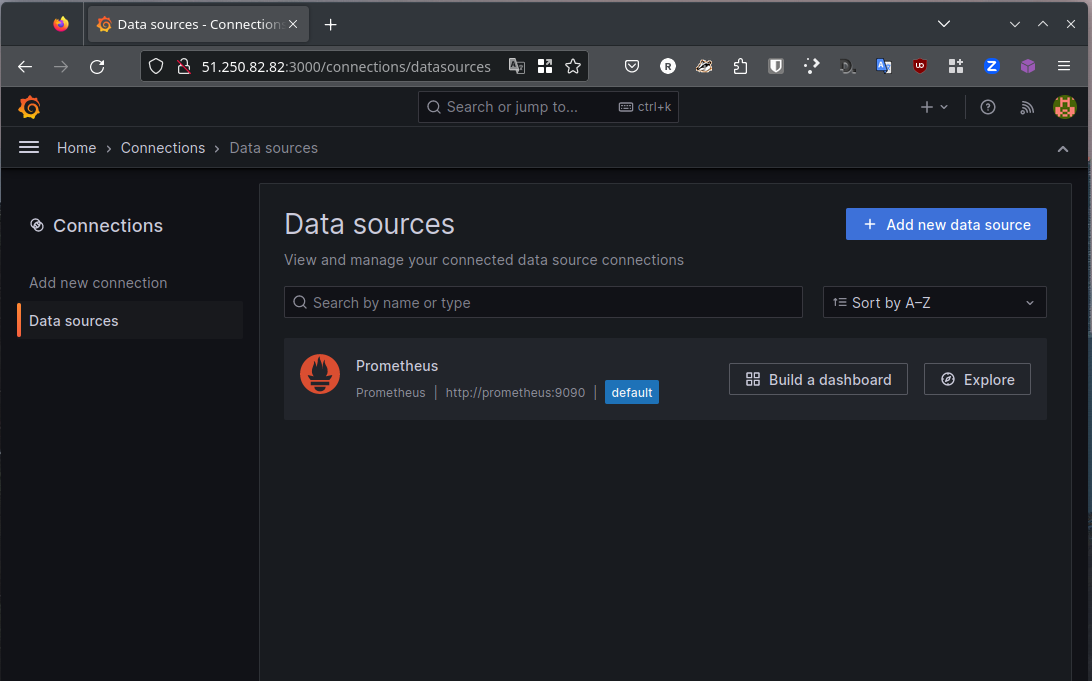 Data sources - Connection
51.250.82.82:3000/connections/datasources
Search or jump to... ctrl+k
Home › Connections › Data sources
Connections
Add new connection
Data sources
Data sources
Add new data source
View and manage your connected data source connections
Search by name or type
Sort by A–Z
Prometheus
Prometheus | http://prometheus:9090 | default
Build a dashboard
Explore